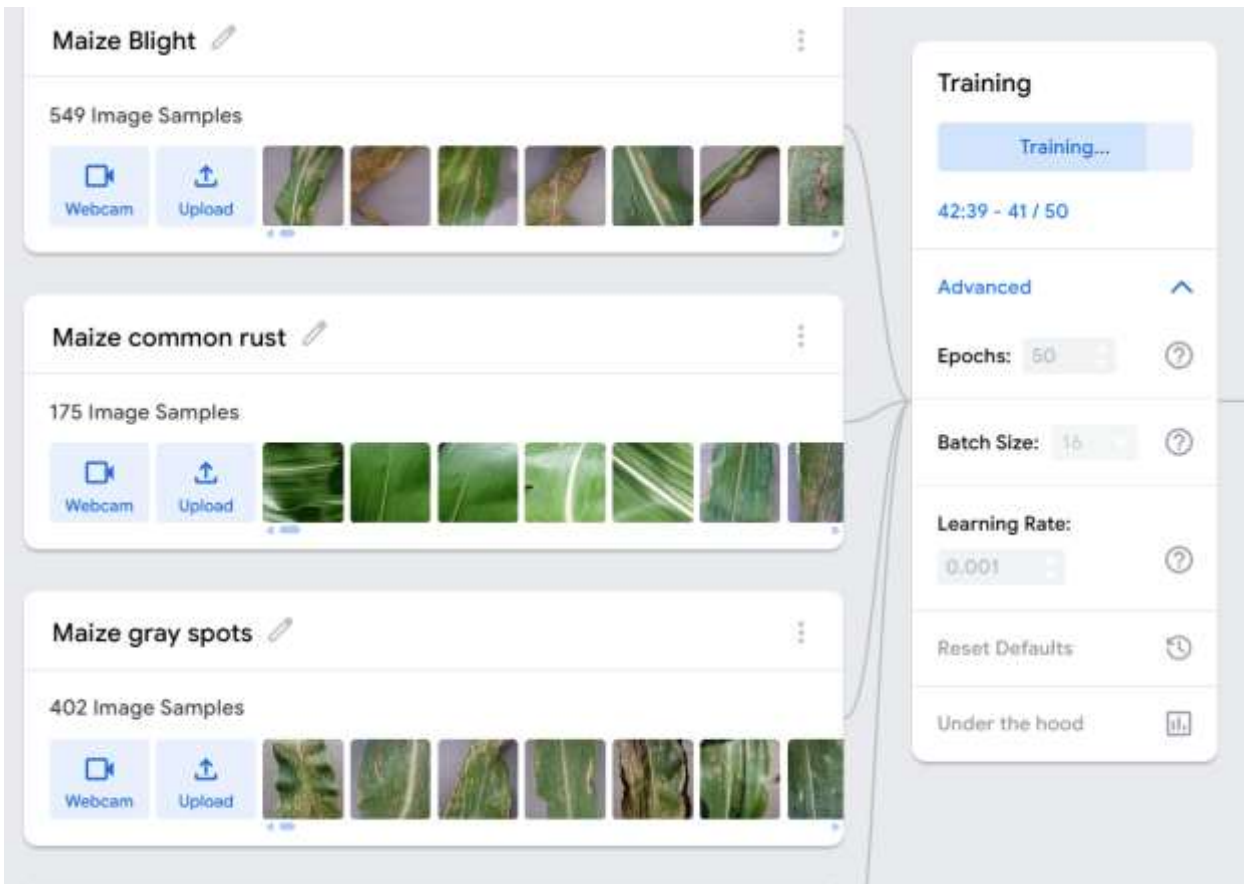 Maize Blight
549 Image Samples
Webcam
Upload
Maize common rust
175 Image Samples
Webcam
Upload
Maize gray spots
402 Image Samples
Webcam
Upload
Training
Training...
42:39 - 41 / 50
Advanced
Epochs: 50
Batch Size: 16
Learning Rate:
0.001
Reset Defaults
Under the hood